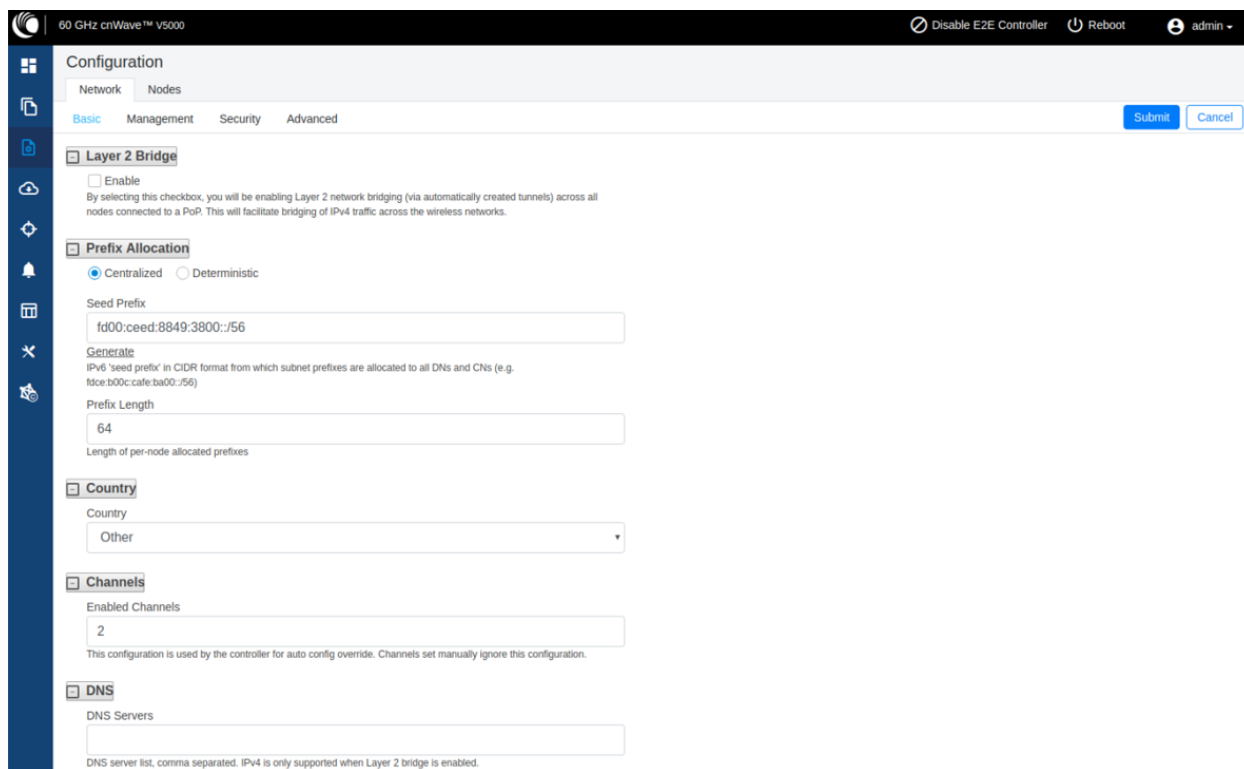 60 GHz cnWave™ V5000
Disable E2E Controller
Reboot
admin
Configuration
Network Nodes
Basic Management Security Advanced
Submit Cancel
Layer 2 Bridge
Enable
By selecting this checkbox, you will be enabling Layer 2 network bridging (via automatically created tunnels) across all
nodes connected to a PoP. This will facilitate bridging of IPv4 traffic across the wireless networks.
Prefix Allocation
Centralized Deterministic
Seed Prefix
fd00:ceed:8849:3800::/56
Generate
IPv6 'seed prefix' in CIDR format from which subnet prefixes are allocated to all DNs and CNs (e.g.
fdce:b00c:cafe:ba00::/56)
Prefix Length
64
Length of per-node allocated prefixes
Country
Country
Other
Channels
Enabled Channels
2
This configuration is used by the controller for auto config override. Channels set manually ignore this configuration.
DNS
DNS Servers
DNS server list, comma separated. IPv4 is only supported when Layer 2 bridge is enabled.